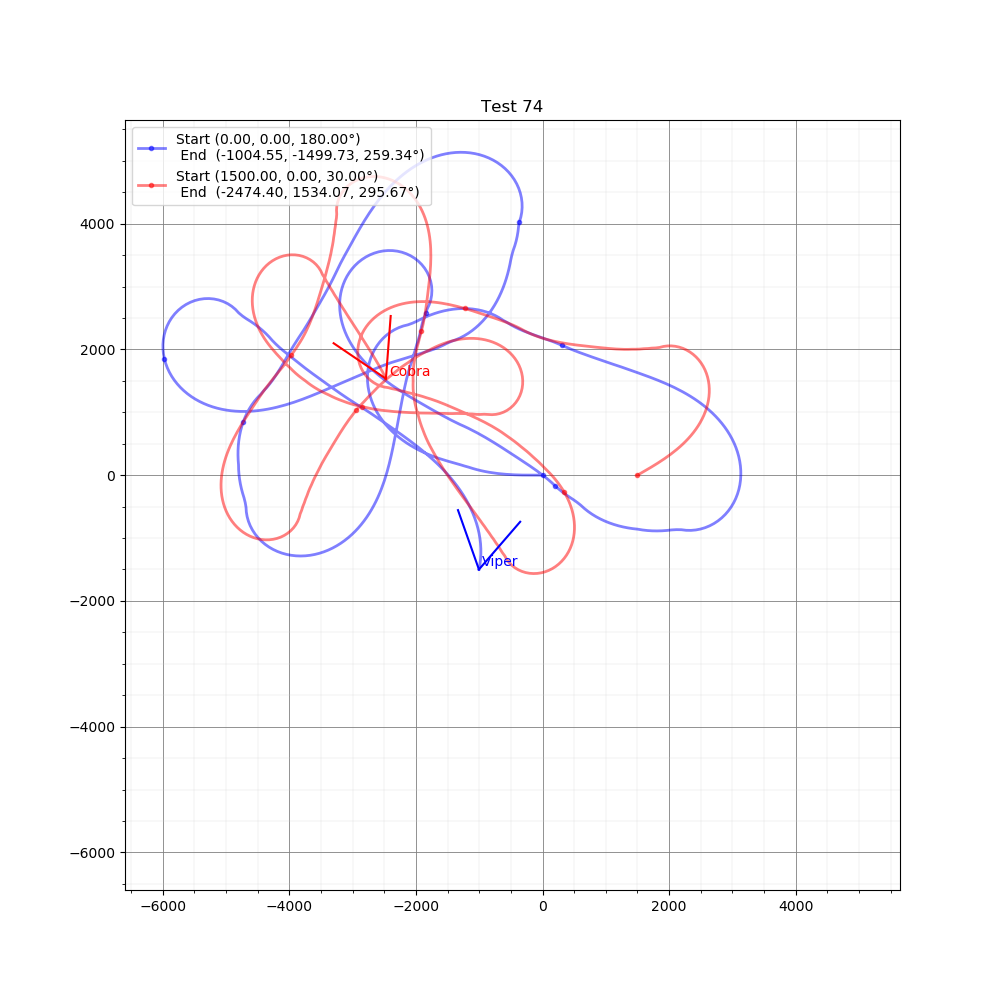 Test 74
Start (0.00, 0.00, 180.00°)
End  (-1004.55, -1499.73, 259.34°)
Start (1500.00, 0.00, 30.00°)
End  (-2474.40, 1534.07, 295.67°)
4000
2000
0
−2000
−4000
−6000
Cobra
Viper
−6000 −4000 −2000 0 2000 4000